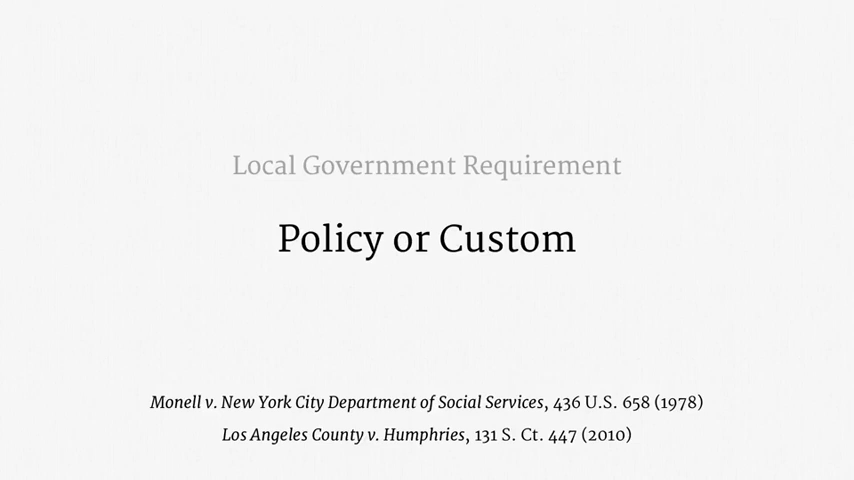 Local Government Requirement
Policy or Custom
Monell v. New York City Department of Social Services, 436 U.S. 658 (1978)
Los Angeles County v. Humphries, 131 S. Ct. 447 (2010)